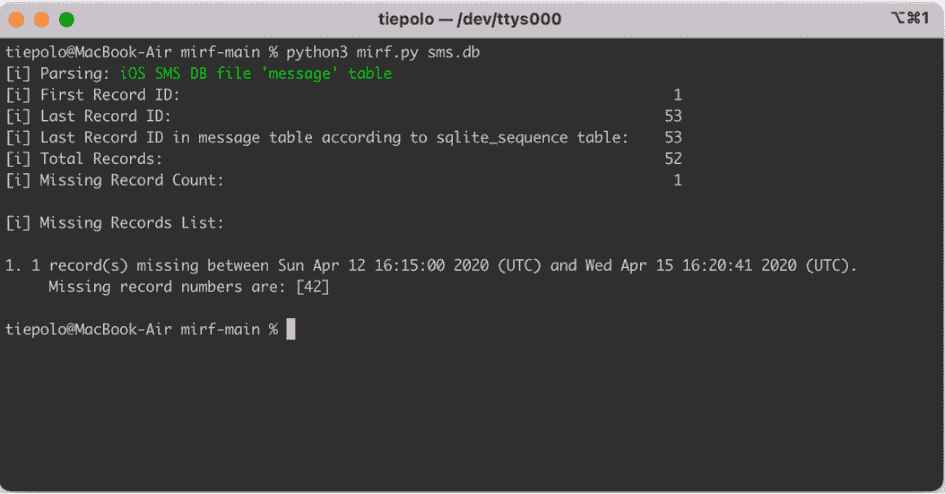 tiepolo — /dev/ttys000 ⌥⌘1
tiepolo@MacBook-Air mirf-main % python3 mirf.py sms.db
[i] Parsing: iOS SMS DB file 'message' table
[i] First Record ID: 1
[i] Last Record ID: 53
[i] Last Record ID in message table according to sqlite_sequence table: 53
[i] Total Records: 52
[i] Missing Record Count: 1
[i] Missing Records List:
1. 1 record(s) missing between Sun Apr 12 16:15:00 2020 (UTC) and Wed Apr 15 16:20:41 2020 (UTC).
Missing record numbers are: [42]
tiepolo@MacBook-Air mirf-main %